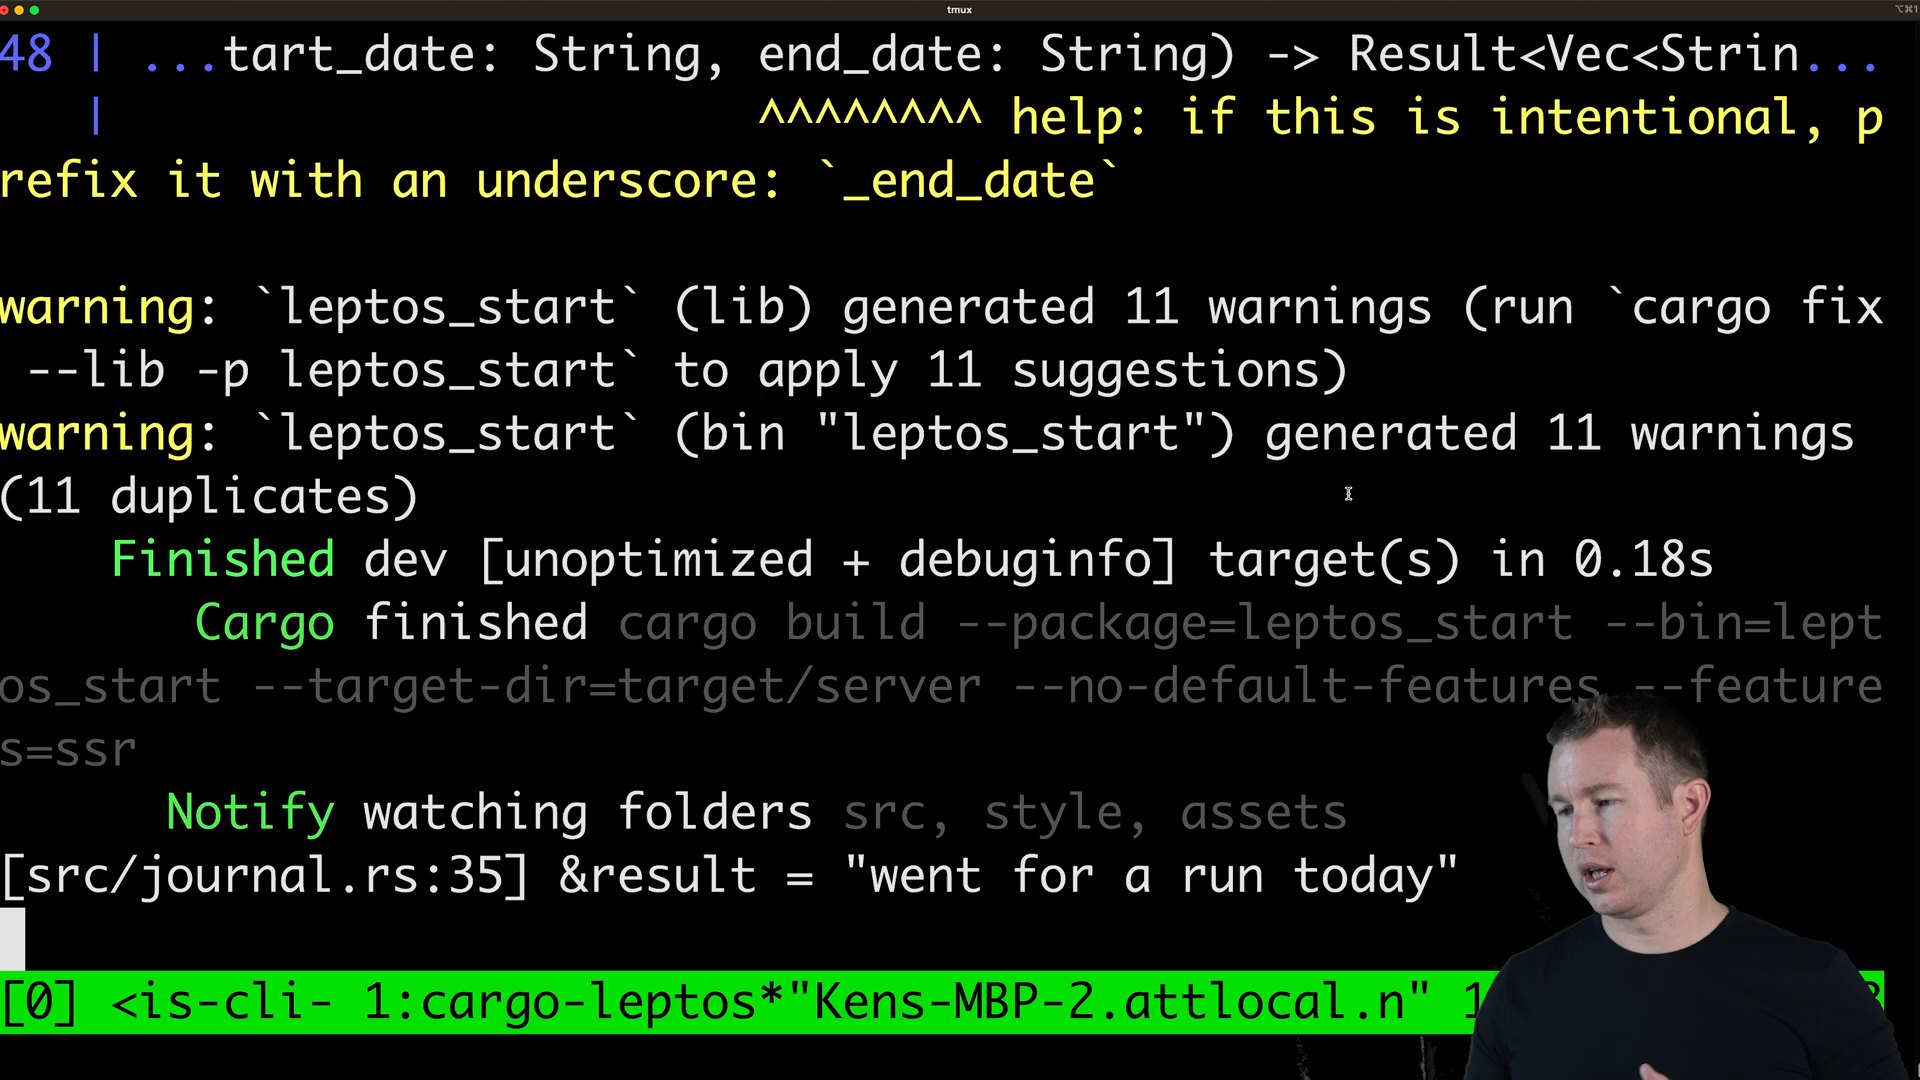 tmux
⌥⌘1
48 | ...tart_date: String, end_date: String) -> Result<Vec<Strin...
| ^^^^^^^^ help: if this is intentional, p
refix it with an underscore: `_end_date`
warning: `leptos_start` (lib) generated 11 warnings (run `cargo fix
--lib -p leptos_start` to apply 11 suggestions)
warning: `leptos_start` (bin "leptos_start") generated 11 warnings
(11 duplicates)
Finished dev [unoptimized + debuginfo] target(s) in 0.18s
Cargo finished cargo build --package=leptos_start --bin=lept
os_start --target-dir=target/server --no-default-features --feature
s=ssr
Notify watching folders src, style, assets
[src/journal.rs:35] &result = "went for a run today"
[0] <is-cli- 1:cargo-leptos*"Kens-MBP-2.attlocal.n" 1